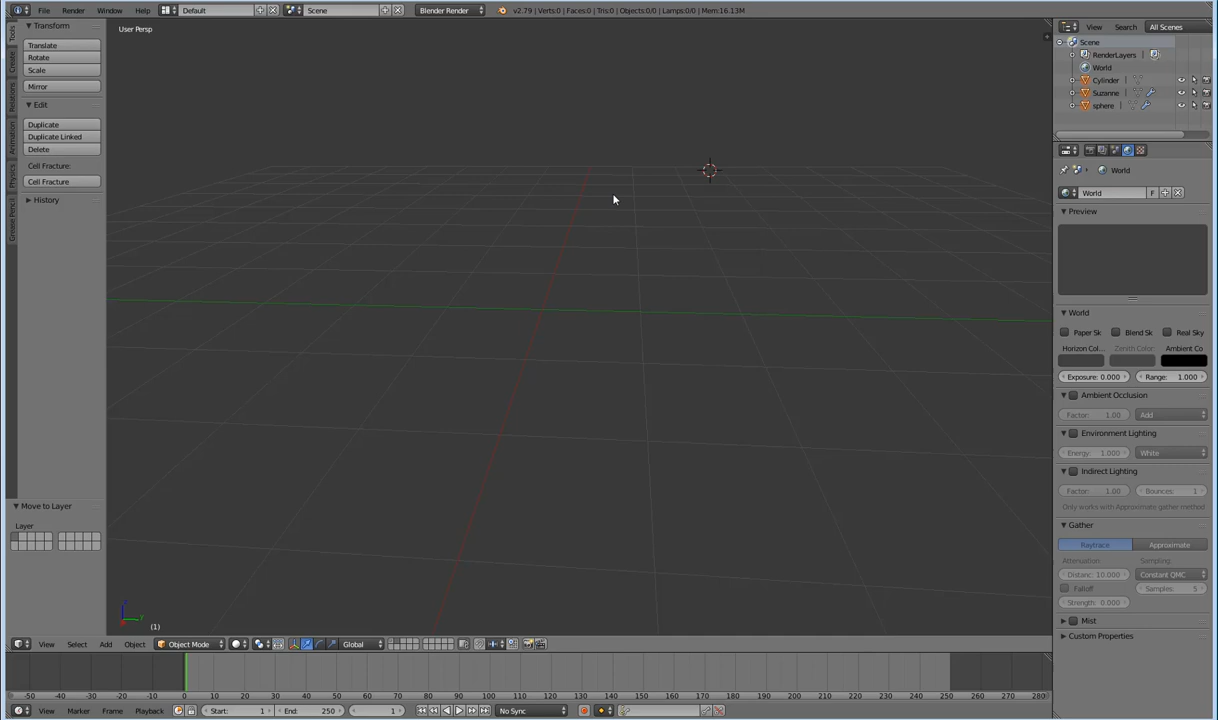 File Render Window Help Default Scene Blender Render v2.79 | Verts:0 | Faces:0 | Tris:0 | Objects:0/0 | Lamps:0/0 | Mem:16.13M
Tools
Create
Relations
Animation
Physics
Grease Pencil
Transform
Translate
Rotate
Scale
Mirror
Edit
Duplicate
Duplicate Linked
Delete
Cell Fracture:
Cell Fracture
History
Move to Layer
Layer
User Persp
(1)
z
y
View Select Add Object Object Mode Global
-50 -40 -30 -20 -10 0 10 20 30 40 50 60 70 80 90 100 110 120 130 140 150 160 170 180 190 200 210 220 230 240 250 260 270 280
View Marker Frame Playback Start: 1 End: 250 1 No Sync
View Search All Scenes
Scene
RenderLayers |
World
Cylinder |
Suzanne |
sphere |
World
World F
Preview
World
Paper Sk Blend Sk Real Sky
Horizon Col... Zenith Color: Ambient Co
Exposure: 0.000 Range: 1.000
Ambient Occlusion
Factor: 1.00 Add
Environment Lighting
Energy: 1.000 White
Indirect Lighting
Factor: 1.00 Bounces: 1
Only works with Approximate gather method
Gather
Raytrace Approximate
Attenuation: Sampling:
Distanc: 10.000 Constant QMC
Falloff Samples: 5
Strength: 0.000
Mist
Custom Properties